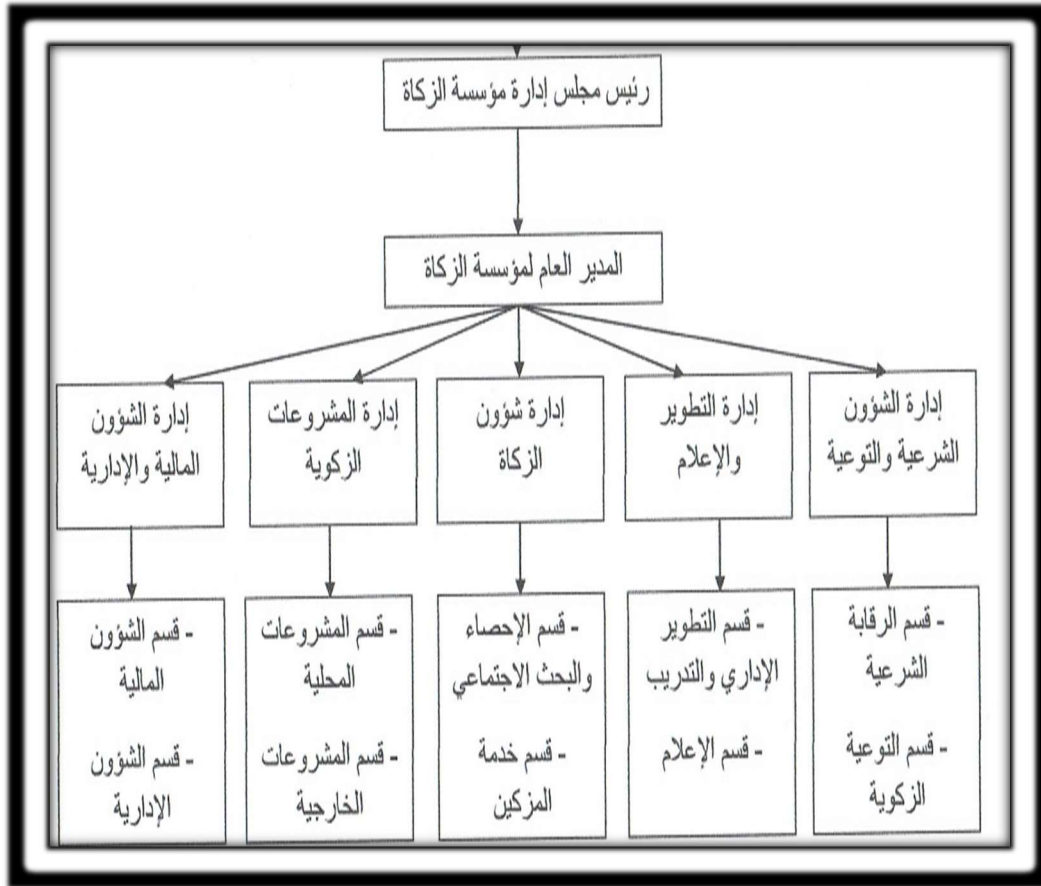 رئيس مجلس إدارة مؤسسة الزكاة
المدير العام لمؤسسة الزكاة
إدارة الشؤون
الشرعية والتوعية
إدارة التطوير
والإعلام
إدارة شؤون
الزكاة
إدارة المشروعات
الزكوية
إدارة الشؤون
المالية والإدارية
- قسم الرقابة
الشرعية
- قسم التوعية
الزكوية
- قسم التطوير
الإداري والتدريب
- قسم الإعلام
- قسم الإحصاء
والبحث الاجتماعي
- قسم خدمة
المزكين
- قسم المشروعات
المحلية
- قسم المشروعات
الخارجية
- قسم الشؤون
المالية
- قسم الشؤون
الإدارية